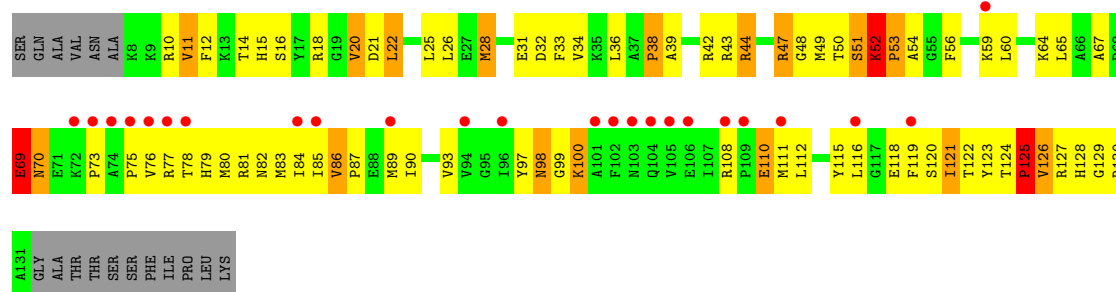 SER GLN ALA VAL ASN ALA K8 K9 R10 V11 F12 K13 T14 H15 S16 Y17 R18 G19 V20 D21 L22 L25 L26 E27 M28 E31 D32 F33 V34 K35 L36 A37 P38 A39 R42 R43 R44 R47 G48 M49 T50 S51 K52 P53 A54 G55 F56 K59 L60 K64 L65 A66 A67
E69 N70 E71 K72 P73 A74 P75 V76 R77 T78 H79 M80 R81 N82 M83 I84 I85 V86 P87 E88 M89 I90 V93 V94 G95 I96 Y97 N98 G99 K100 A101 F102 N103 Q104 V105 E106 I107 R108 P109 E110 M111 L112 Y115 L116 G117 E118 F119 S120 I121 T122 Y123 T124 P125 V126 R127 H128 G129
A131 GLY ALA THR THR SER SER PHE ILE PRO LEU LYS